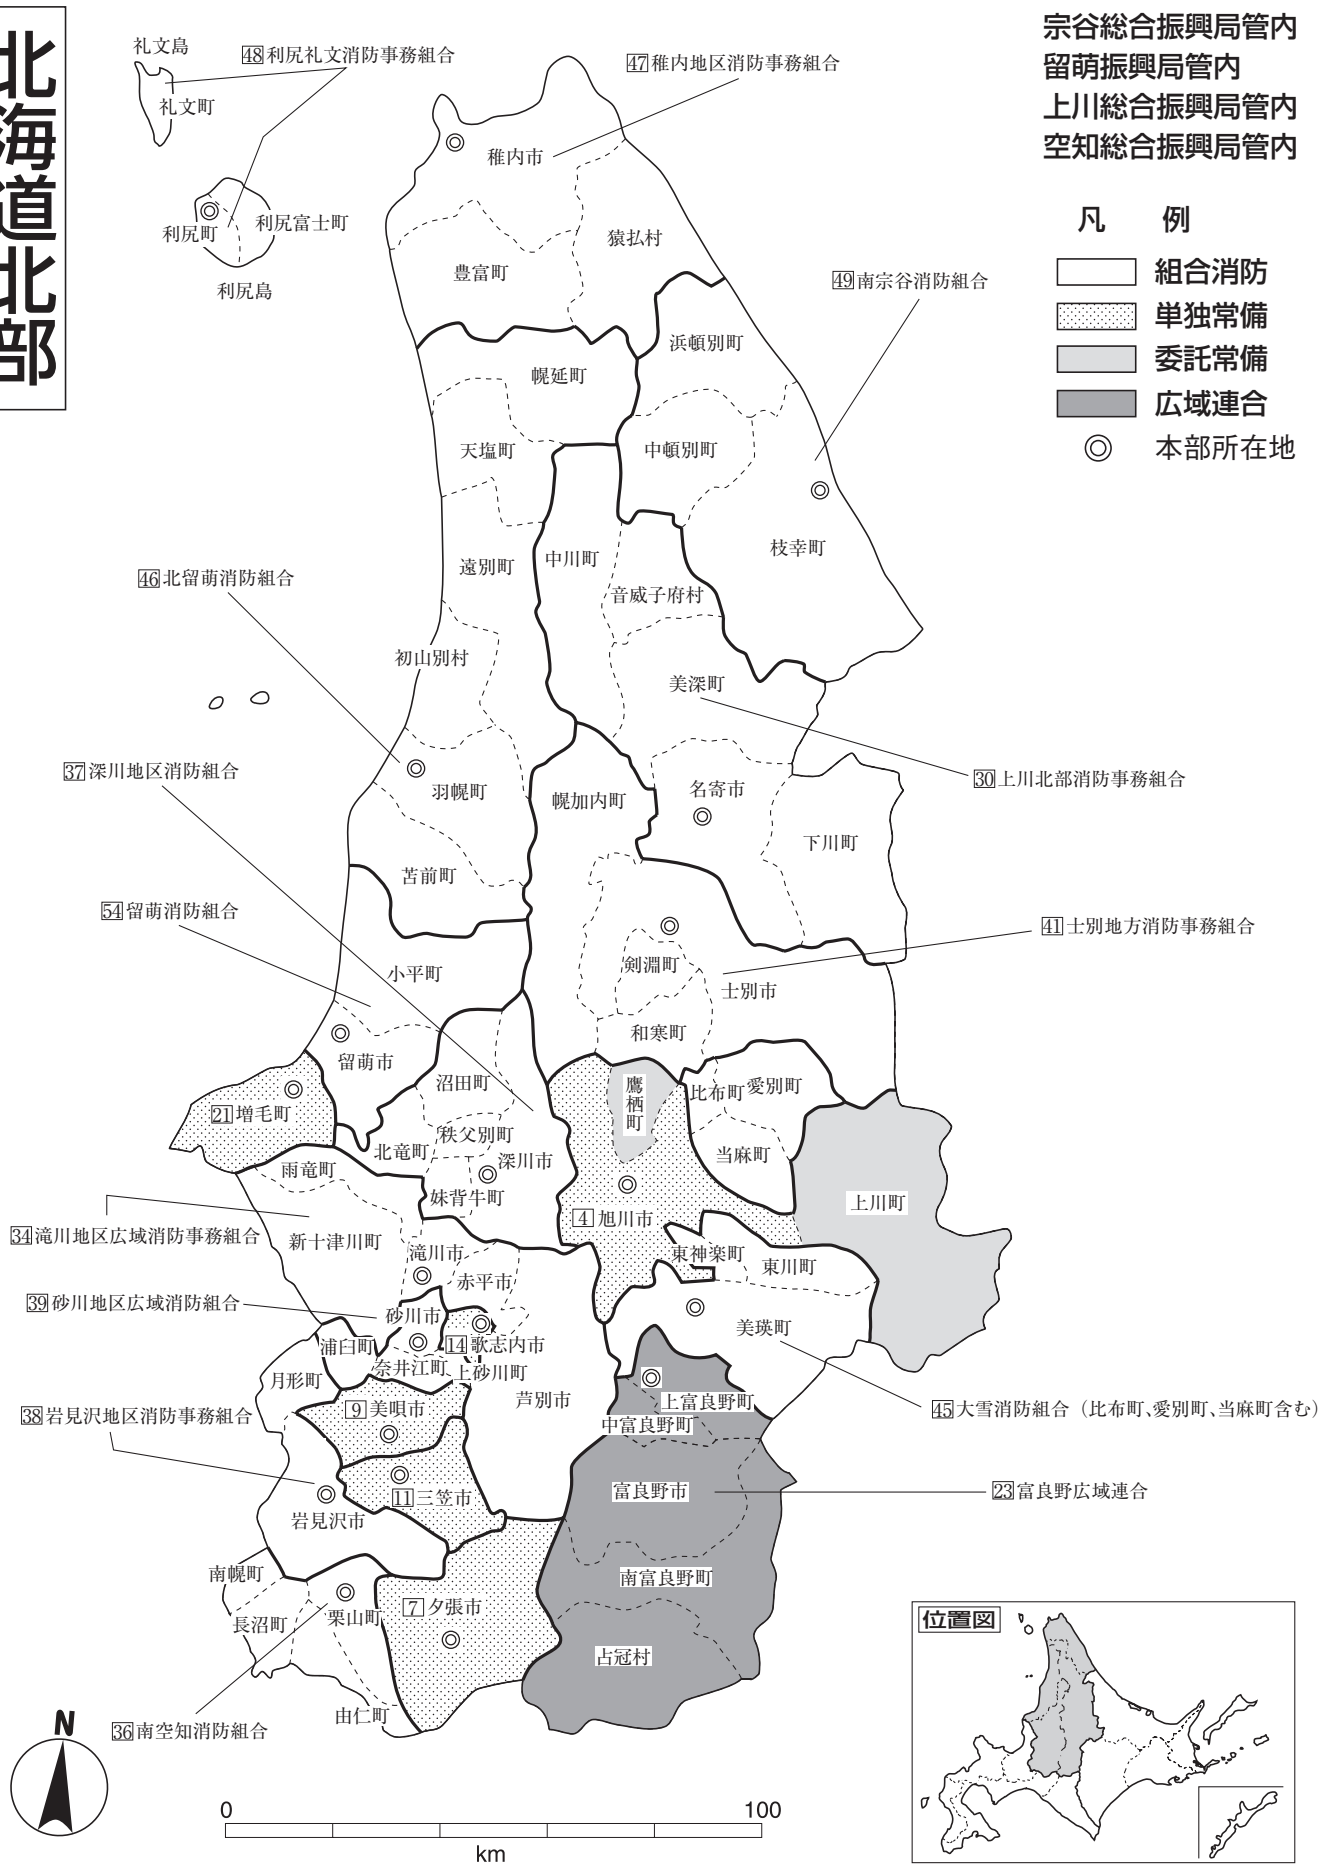 北海道北部
宗谷総合振興局管内
留萌振興局管内
上川総合振興局管内
空知総合振興局管内
凡 例
組合消防
単独常備
委託常備
広域連合
本部所在地
礼文島
48利尻礼文消防事務組合
47稚内地区消防事務組合
礼文町
稚内市
利尻町
利尻富士町
猿払村
豊富町
利尻島
49南宗谷消防組合
浜頓別町
幌延町
天塩町
中頓別町
枝幸町
中川町
遠別町
46北留萌消防組合
音威子府村
初山別村
美深町
37深川地区消防組合
30上川北部消防事務組合
羽幌町
幌加内町
名寄市
下川町
苫前町
54留萌消防組合
41士別地方消防事務組合
小平町
剣淵町
士別市
和寒町
留萌市
沼田町
鷹栖町
比布町
愛別町
21増毛町
秩父別町
北竜町
深川市
当麻町
雨竜町
妹背牛町
上川町
4旭川市
34滝川地区広域消防事務組合
新十津川町
滝川市
東神楽町
東川町
赤平市
39砂川地区広域消防組合
砂川市
美瑛町
浦臼町
14歌志内市
奈井江町
上砂川町
月形町
芦別市
上富良野町
38岩見沢地区消防事務組合
9美唄市
45大雪消防組合（比布町、愛別町、当麻町含む）
中富良野町
富良野市
23富良野広域連合
11三笠市
岩見沢市
南幌町
南富良野町
長沼町
栗山町
7夕張市
占冠村
由仁町
36南空知消防組合
位置図
N
0 100
km